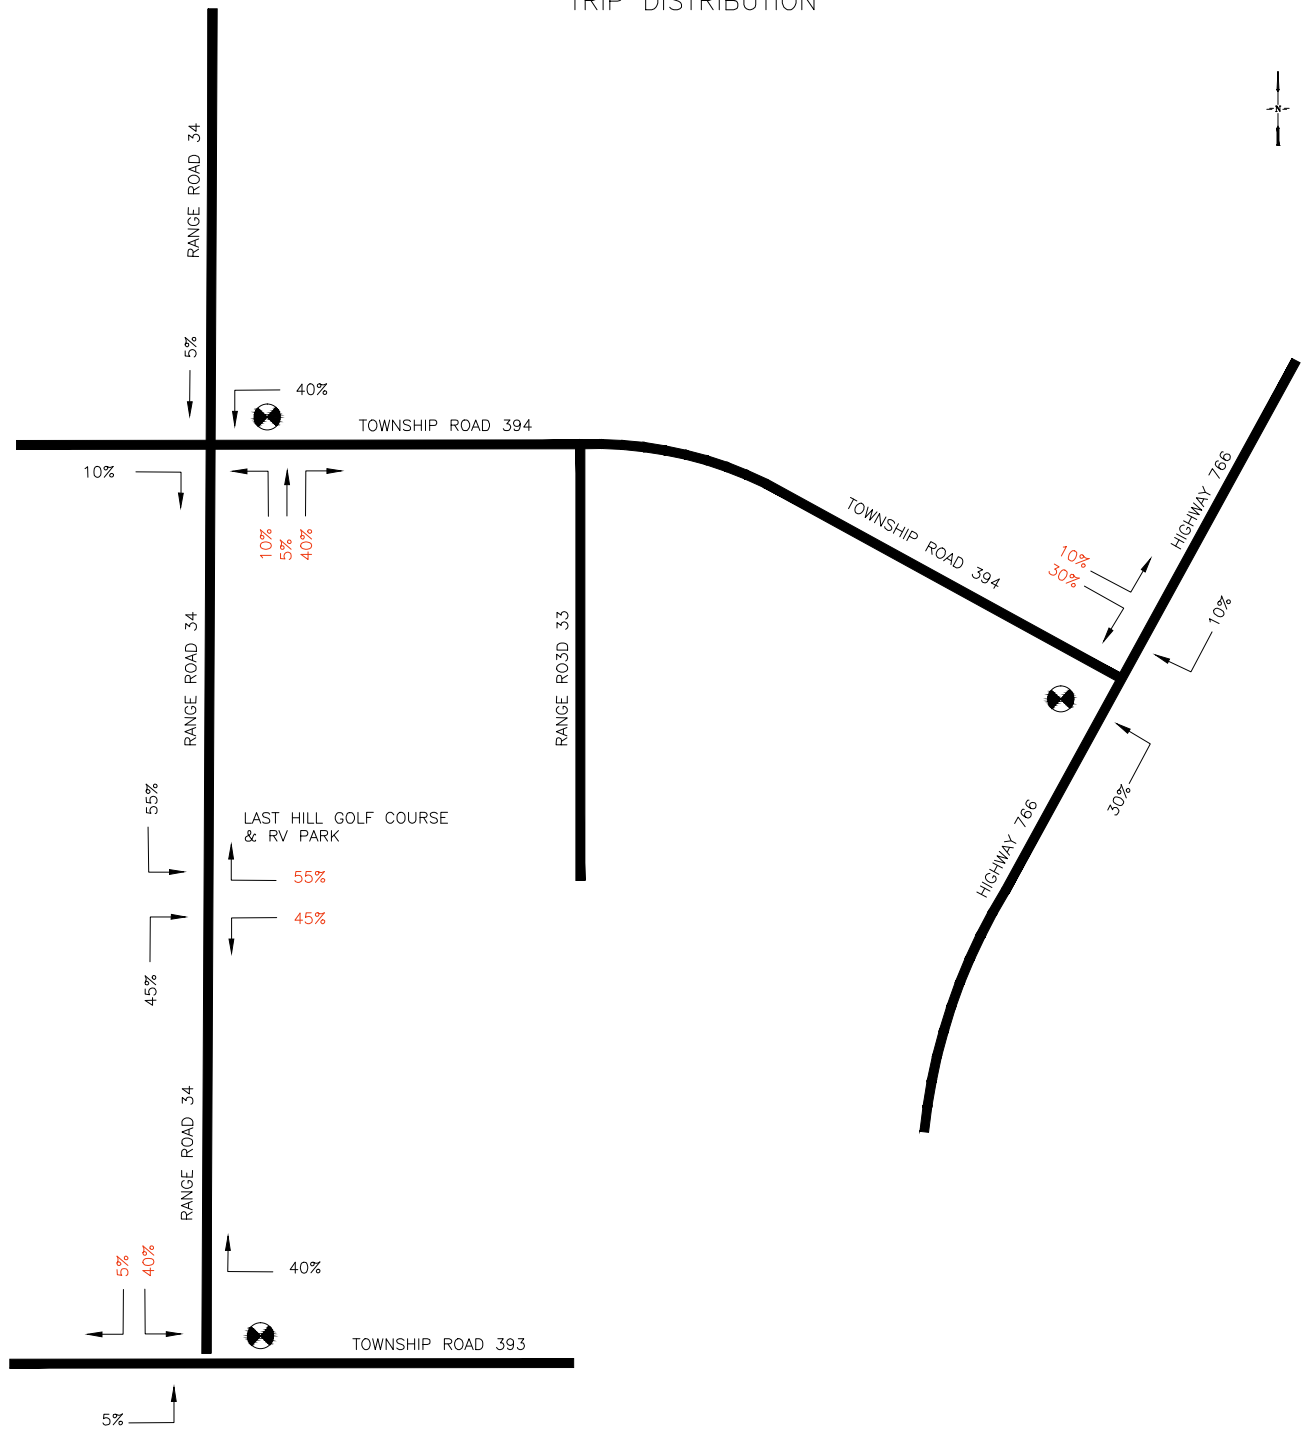 TRIP DISTRIBUTION
N
RANGE ROAD 34
5%
40%
TOWNSHIP ROAD 394
10%
10%
5%
40%
TOWNSHIP ROAD 394
HIGHWAY 766
10%
30%
10%
RANGE ROAD 34
RANGE RO3D 33
30%
HIGHWAY 766
55%
LAST HILL GOLF COURSE
& RV PARK
55%
45%
45%
RANGE ROAD 34
5%
40%
40%
TOWNSHIP ROAD 393
5%